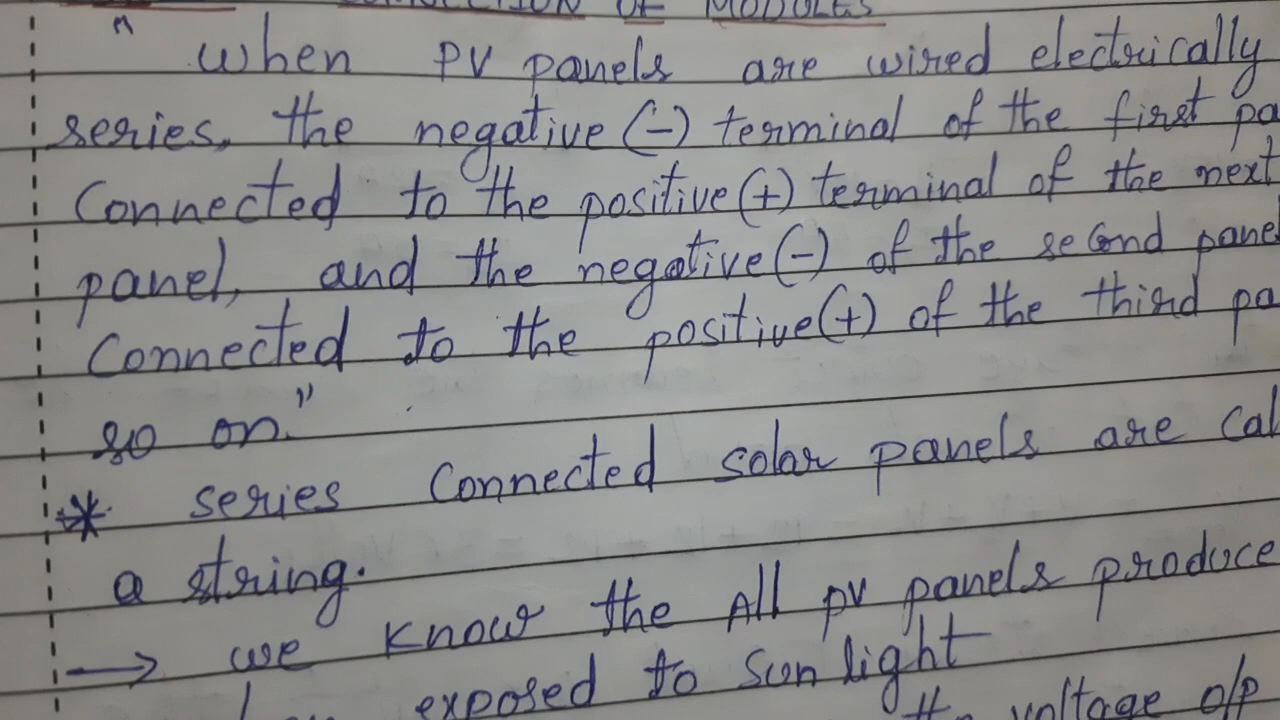 OF MODULES
" when PV panels are wired electrically
series, the negative (-) terminal of the first pa
Connected to the positive (+) terminal of the next
panel, and the negative (-) of the second panel
Connected to the positive (+) of the third pa
so on."
* series Connected solar panels are cal
a string.
→ we know the All PV panels produce
exposed to sun light
voltage o/p